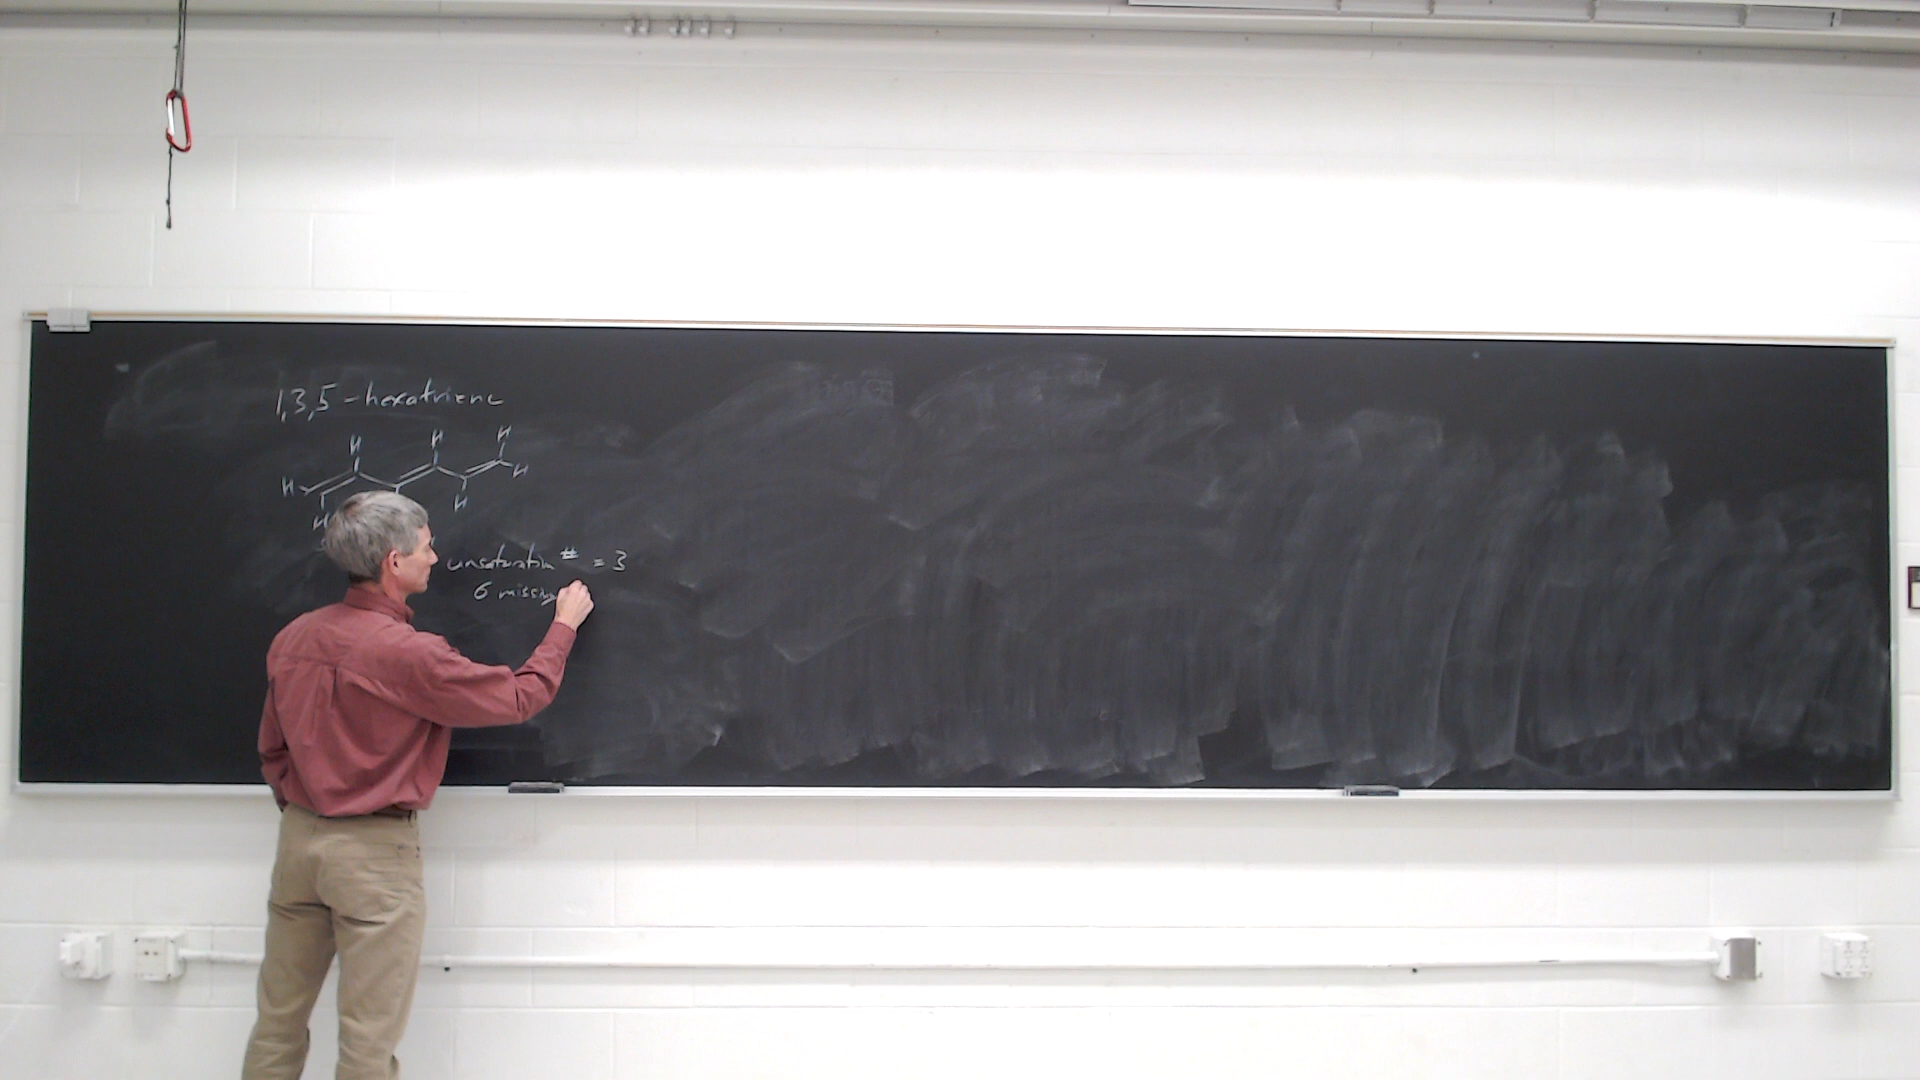 1,3,5-hexatriene
H H H
H H
H H
unsaturation # = 3
6 missing